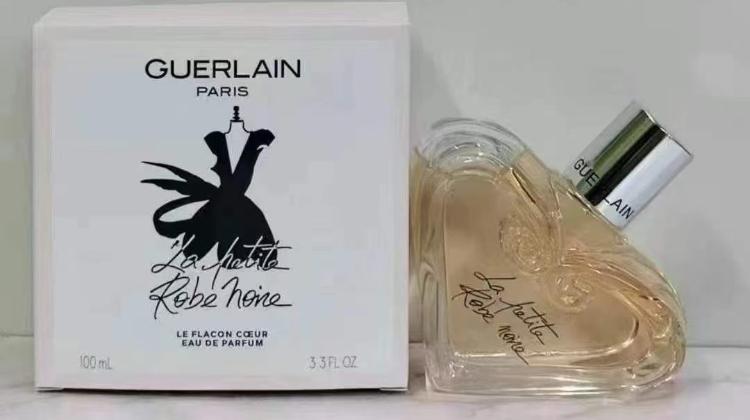 GUERLAIN
PARIS
La petite
Robe noire
LE FLACON CŒUR
EAU DE PARFUM
100 mL
3.3 FL OZ
GUERLAIN
La petite
Robe noire